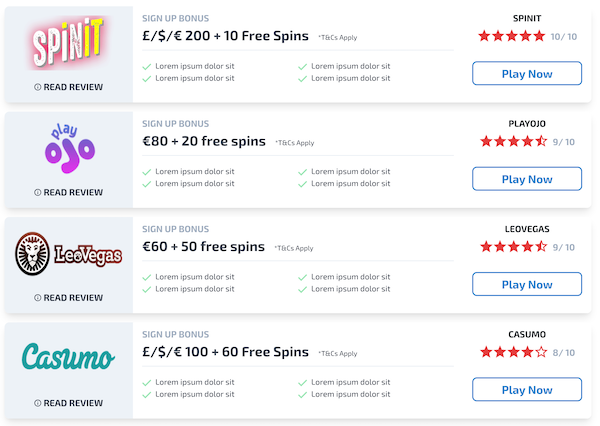 SPINIT
READ REVIEW
SIGN UP BONUS
£/$/€ 200 + 10 Free Spins *T&Cs Apply
Lorem ipsum dolor sit Lorem ipsum dolor sit
Lorem ipsum dolor sit Lorem ipsum dolor sit
SPINIT
10/10
Play Now
play
ojo
READ REVIEW
SIGN UP BONUS
€80 + 20 free spins *T&Cs Apply
Lorem ipsum dolor sit Lorem ipsum dolor sit
Lorem ipsum dolor sit Lorem ipsum dolor sit
PLAYOJO
9/10
Play Now
LeoVegas
READ REVIEW
SIGN UP BONUS
€60 + 50 free spins *T&Cs Apply
Lorem ipsum dolor sit Lorem ipsum dolor sit
Lorem ipsum dolor sit Lorem ipsum dolor sit
LEOVEGAS
9/10
Play Now
Casumo
READ REVIEW
SIGN UP BONUS
£/$/€ 100 + 60 Free Spins *T&Cs Apply
Lorem ipsum dolor sit Lorem ipsum dolor sit
Lorem ipsum dolor sit Lorem ipsum dolor sit
CASUMO
8/10
Play Now